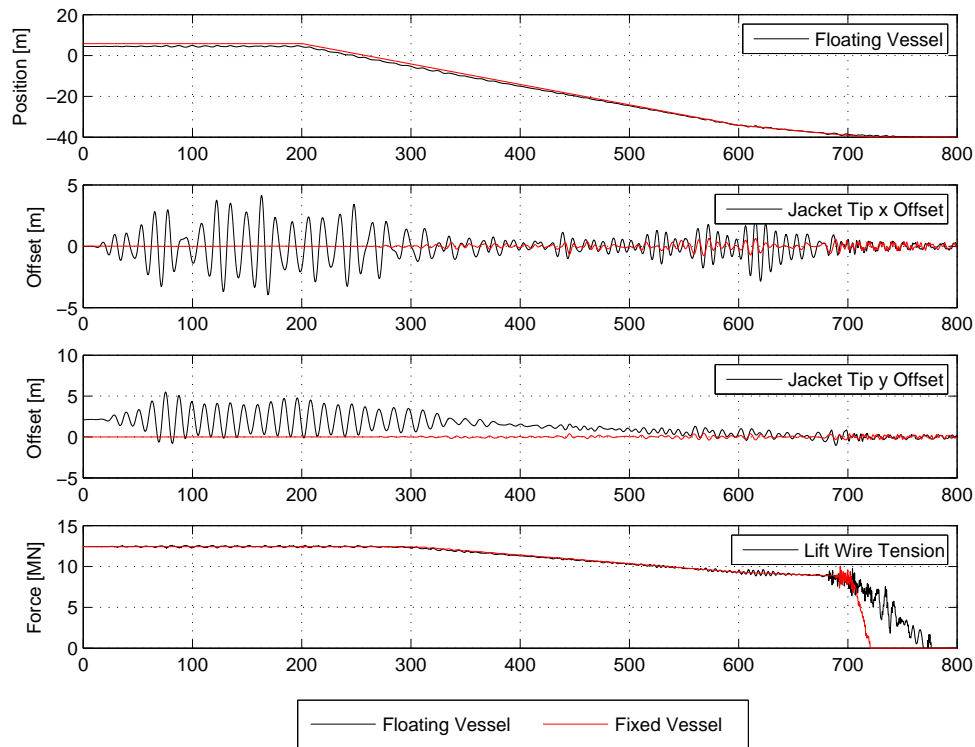 20
0
−20
−40
Position [m]
Floating Vessel
0 100 200 300 400 500 600 700 800
5
0
−5
Offset [m]
Jacket Tip x Offset
0 100 200 300 400 500 600 700 800
10
5
0
−5
Offset [m]
Jacket Tip y Offset
0 100 200 300 400 500 600 700 800
15
10
5
0
Force [MN]
Lift Wire Tension
0 100 200 300 400 500 600 700 800
Floating Vessel Fixed Vessel